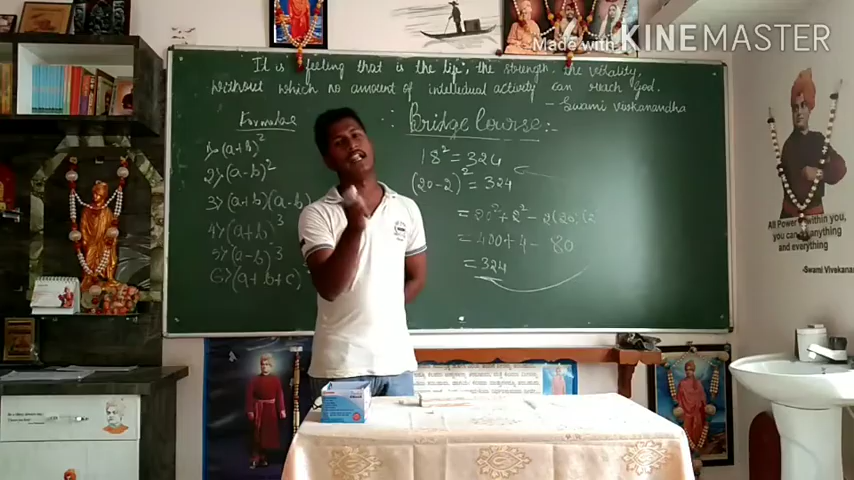 Made with KINEMASTER
It is feeling that is the life, the strength, the vitality,
without which no amount of intellectual activity can reach God.
- Swami Vivekanandha
Formulae
1> (a+b)²
2> (a-b)²
3> (a+b)(a-b)
4> (a+b)³
5> (a-b)³
6> (a+b+c)
Bridge Course:-
18² = 324
(20-2)² = 324
= 20² + 2² - 2(20)(2
= 400 + 4 - 80
= 324
All Power is
You can do anything
and everything
-Swami Vivekananda